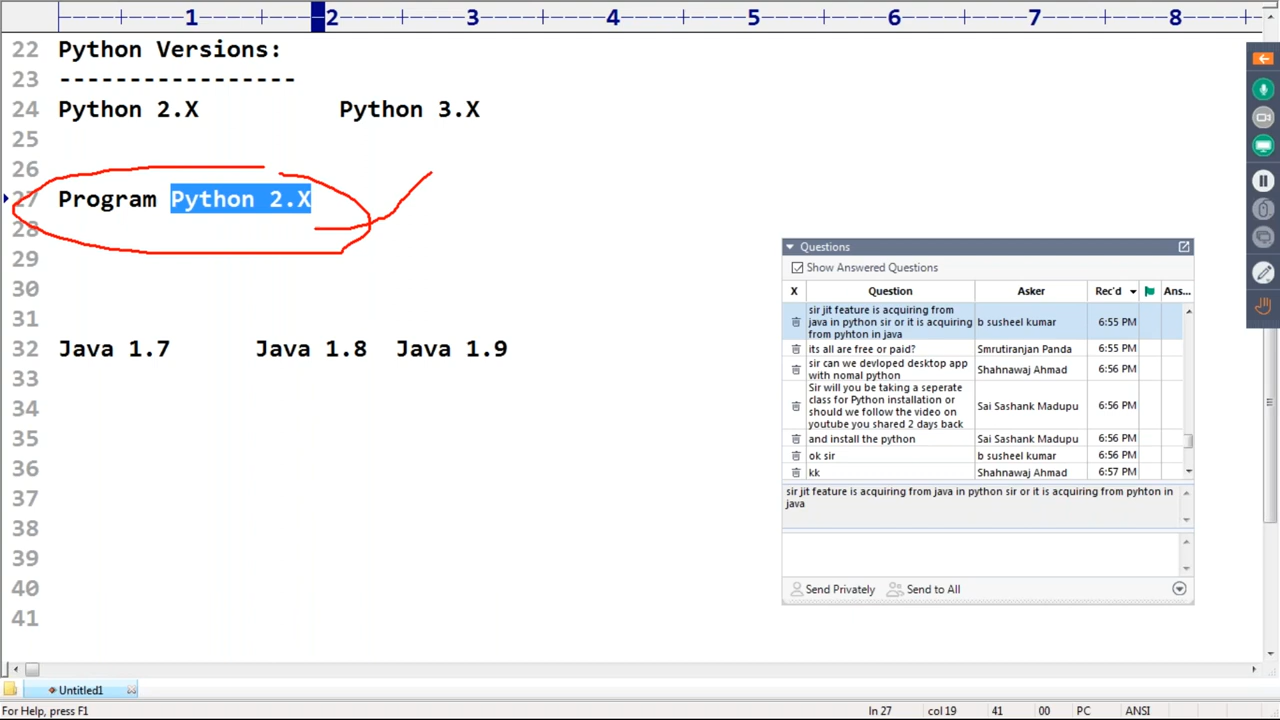 1 2 3 4 5 6 7 8
22 Python Versions:
23 -----------------
24 Python 2.X Python 3.X
25
26
27 Program Python 2.X
28
29
30
31
32 Java 1.7 Java 1.8 Java 1.9
33
34
35
36
37
38
39
40
41
Questions
Show Answered Questions
X Question Asker Rec'd Ans...
sir jit feature is acquiring from
java in python sir or it is acquiring
from pyhton in java
b susheel kumar 6:55 PM
its all are free or paid? Smrutiranjan Panda 6:55 PM
sir can we devloped desktop app
with nomal python
Shahnawaj Ahmad 6:56 PM
Sir will you be taking a seperate
class for Python installation or
should we follow the video on
youtube you shared 2 days back
Sai Sashank Madupu 6:56 PM
and install the python Sai Sashank Madupu 6:56 PM
ok sir b susheel kumar 6:56 PM
kk Shahnawaj Ahmad 6:57 PM
sir jit feature is acquiring from java in python sir or it is acquiring from pyhton in
java
Send Privately Send to All
Untitled1
For Help, press F1 ln 27 col 19 41 00 PC ANSI